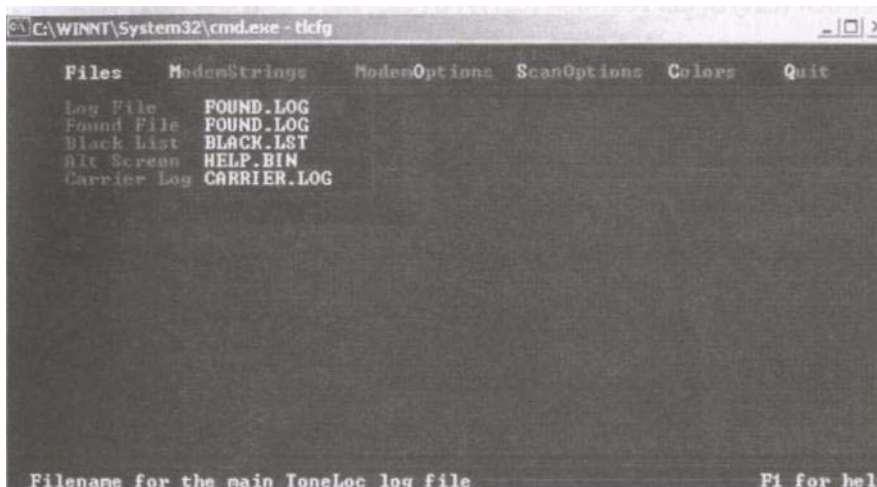 C:\WINNT\System32\cmd.exe - tlcfg
Files ModemStrings ModemOptions ScanOptions Colors Quit
Log File FOUND.LOG
Found File FOUND.LOG
Black List BLACK.LST
Alt Screen HELP.BIN
Carrier Log CARRIER.LOG
Filename for the main ToneLoc log file F1 for hel